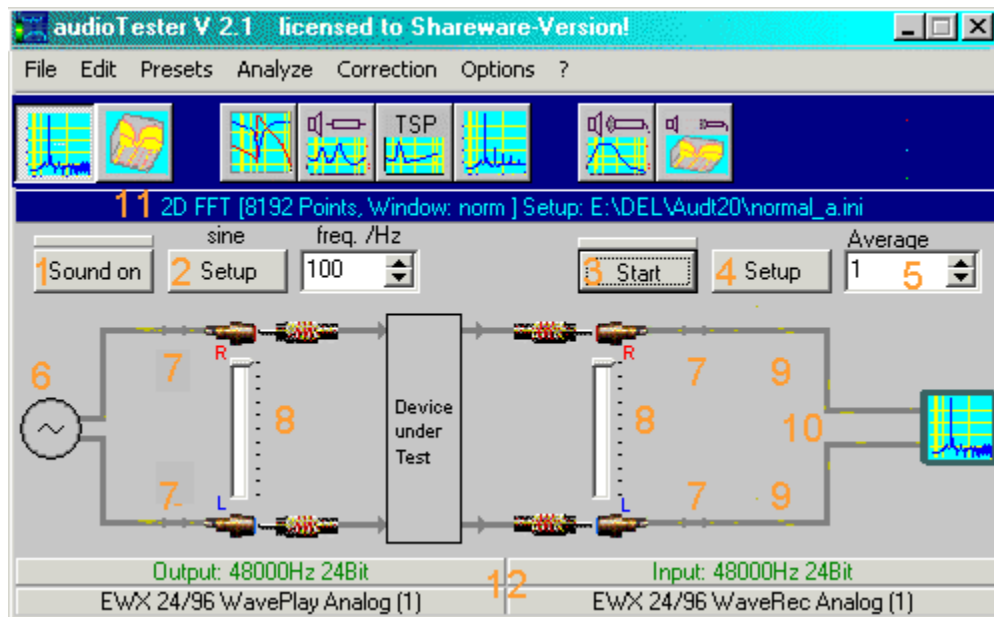 audioTester V 2.1 licensed to Shareware-Version!
File Edit Presets Analyze Correction Options ?
TSP
11 2D FFT [8192 Points, Window: norm ] Setup: E:\DEL\Audt20\normal_a.ini
sine freq. /Hz Average
1 Sound on 2 Setup 100 3 Start 4 Setup 1 5
R R
6 7 8 Device under Test 8 7 9 10
7 L L 7 9
Output: 48000Hz 24Bit 12 Input: 48000Hz 24Bit
EWX 24/96 WavePlay Analog (1) EWX 24/96 WaveRec Analog (1)